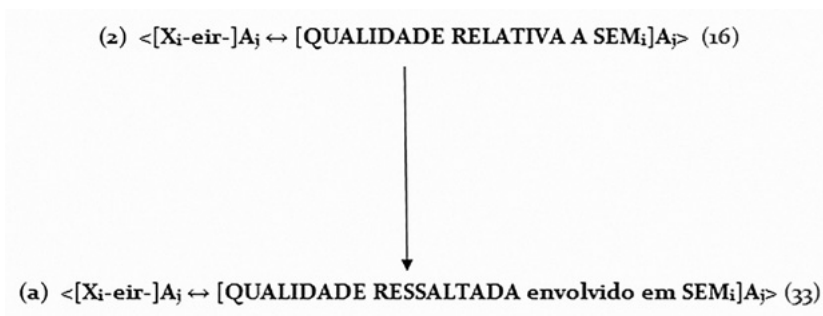 (2) <[Xi-eir-]Aj ↔ [QUALIDADE RELATIVA A SEMi]Aj> (16)
(a) <[Xi-eir-]Aj ↔ [QUALIDADE RESSALTADA envolvido em SEMi]Aj> (33)